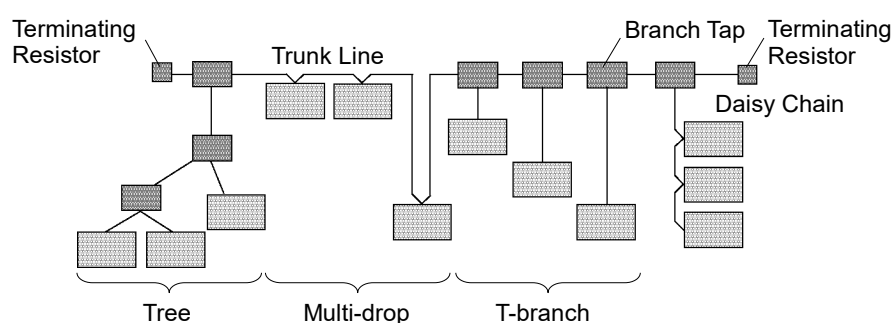 Terminating
Resistor
Trunk Line
Branch Tap
Terminating
Resistor
Daisy Chain
Tree
Multi-drop
T-branch